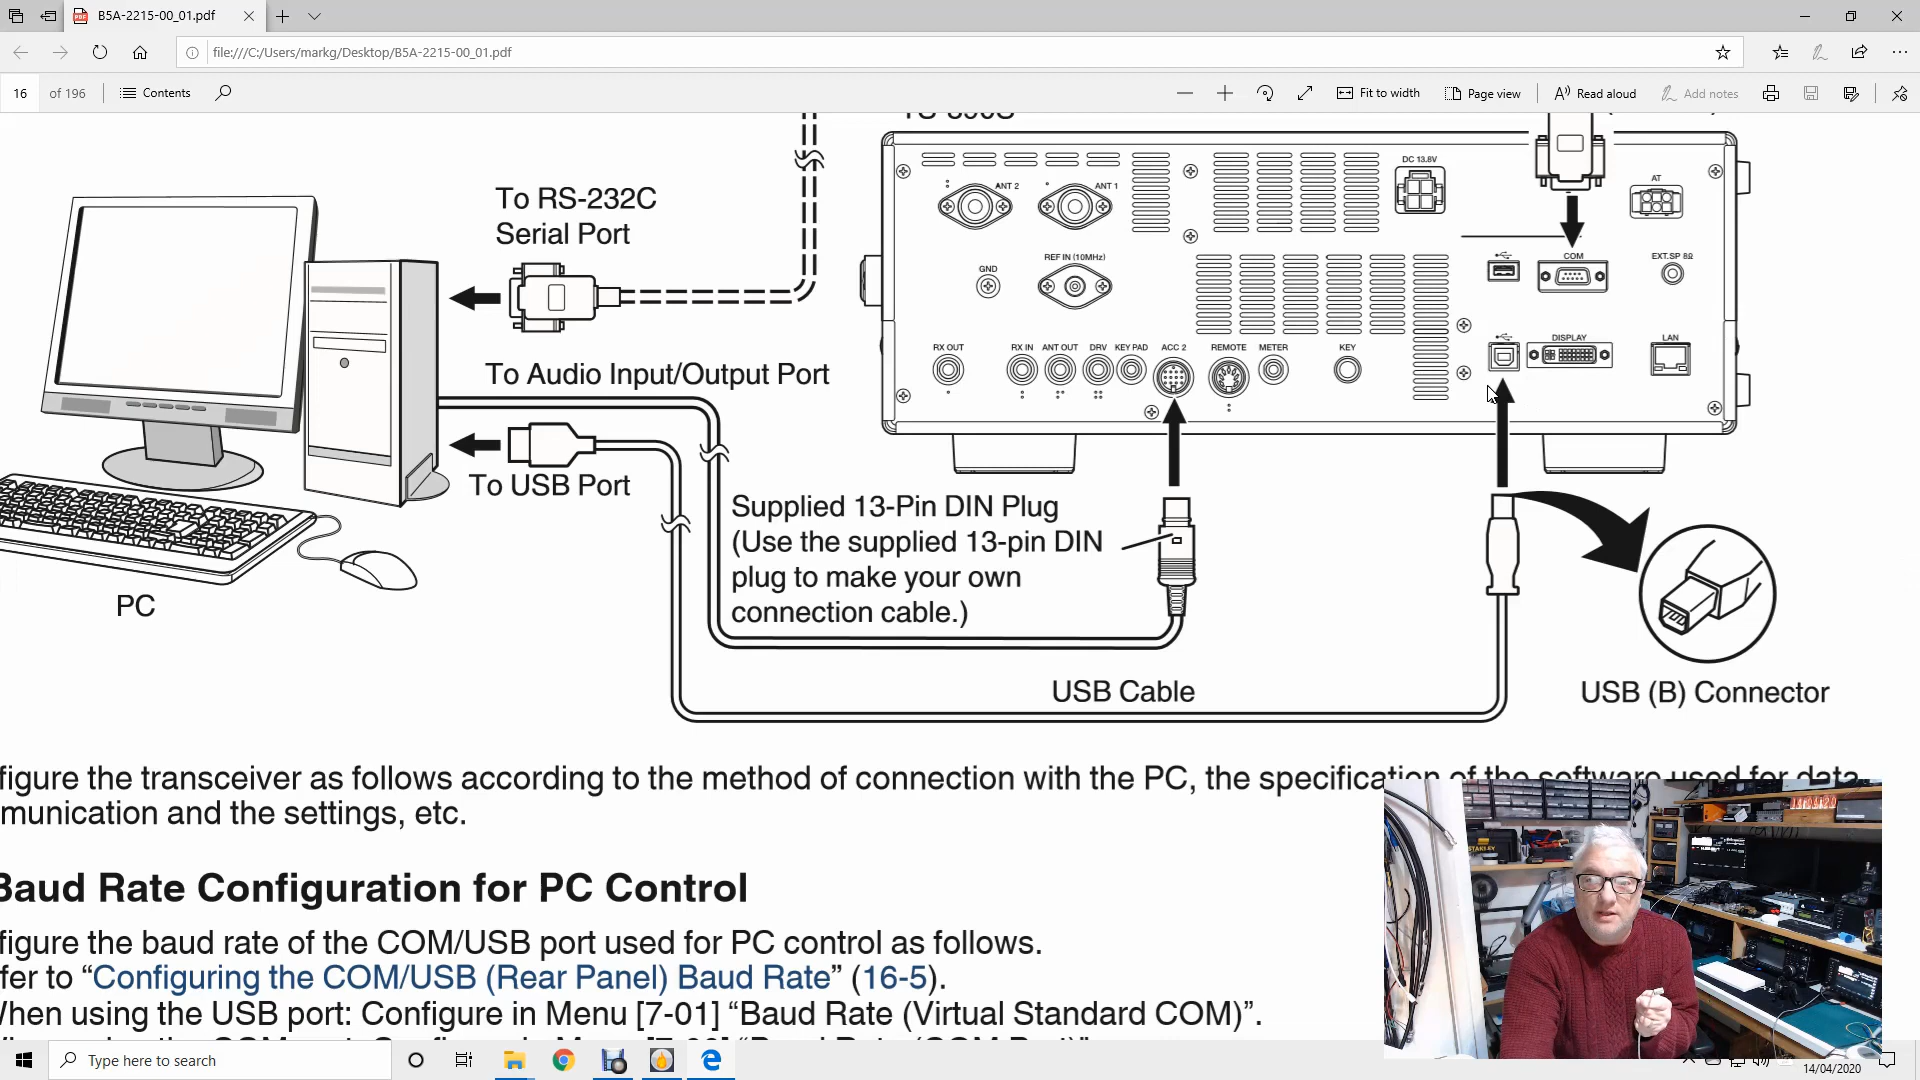 B5A-2215-00_01.pdf
file:///C:/Users/markg/Desktop/B5A-2215-00_01.pdf
16 of 196 Contents Fit to width Page view Read aloud Add notes
To RS-232C
Serial Port
To Audio Input/Output Port
To USB Port
PC
DC 13.8V
ANT 2
ANT 1
AT
REF IN (10MHz)
GND
COM
EXT.SP 8Ω
RX OUT
RX IN
ANT OUT
DRV
KEY PAD
ACC 2
REMOTE
METER
KEY
DISPLAY
LAN
Supplied 13-Pin DIN Plug
(Use the supplied 13-pin DIN
plug to make your own
connection cable.)
USB Cable
USB (B) Connector
figure the transceiver as follows according to the method of connection with the PC, the specification of the software used for data
munication and the settings, etc.
Baud Rate Configuration for PC Control
figure the baud rate of the COM/USB port used for PC control as follows.
fer to “Configuring the COM/USB (Rear Panel) Baud Rate” (16-5).
When using the USB port: Configure in Menu [7-01] “Baud Rate (Virtual Standard COM)”.
STANLEY
Type here to search
14/04/2020